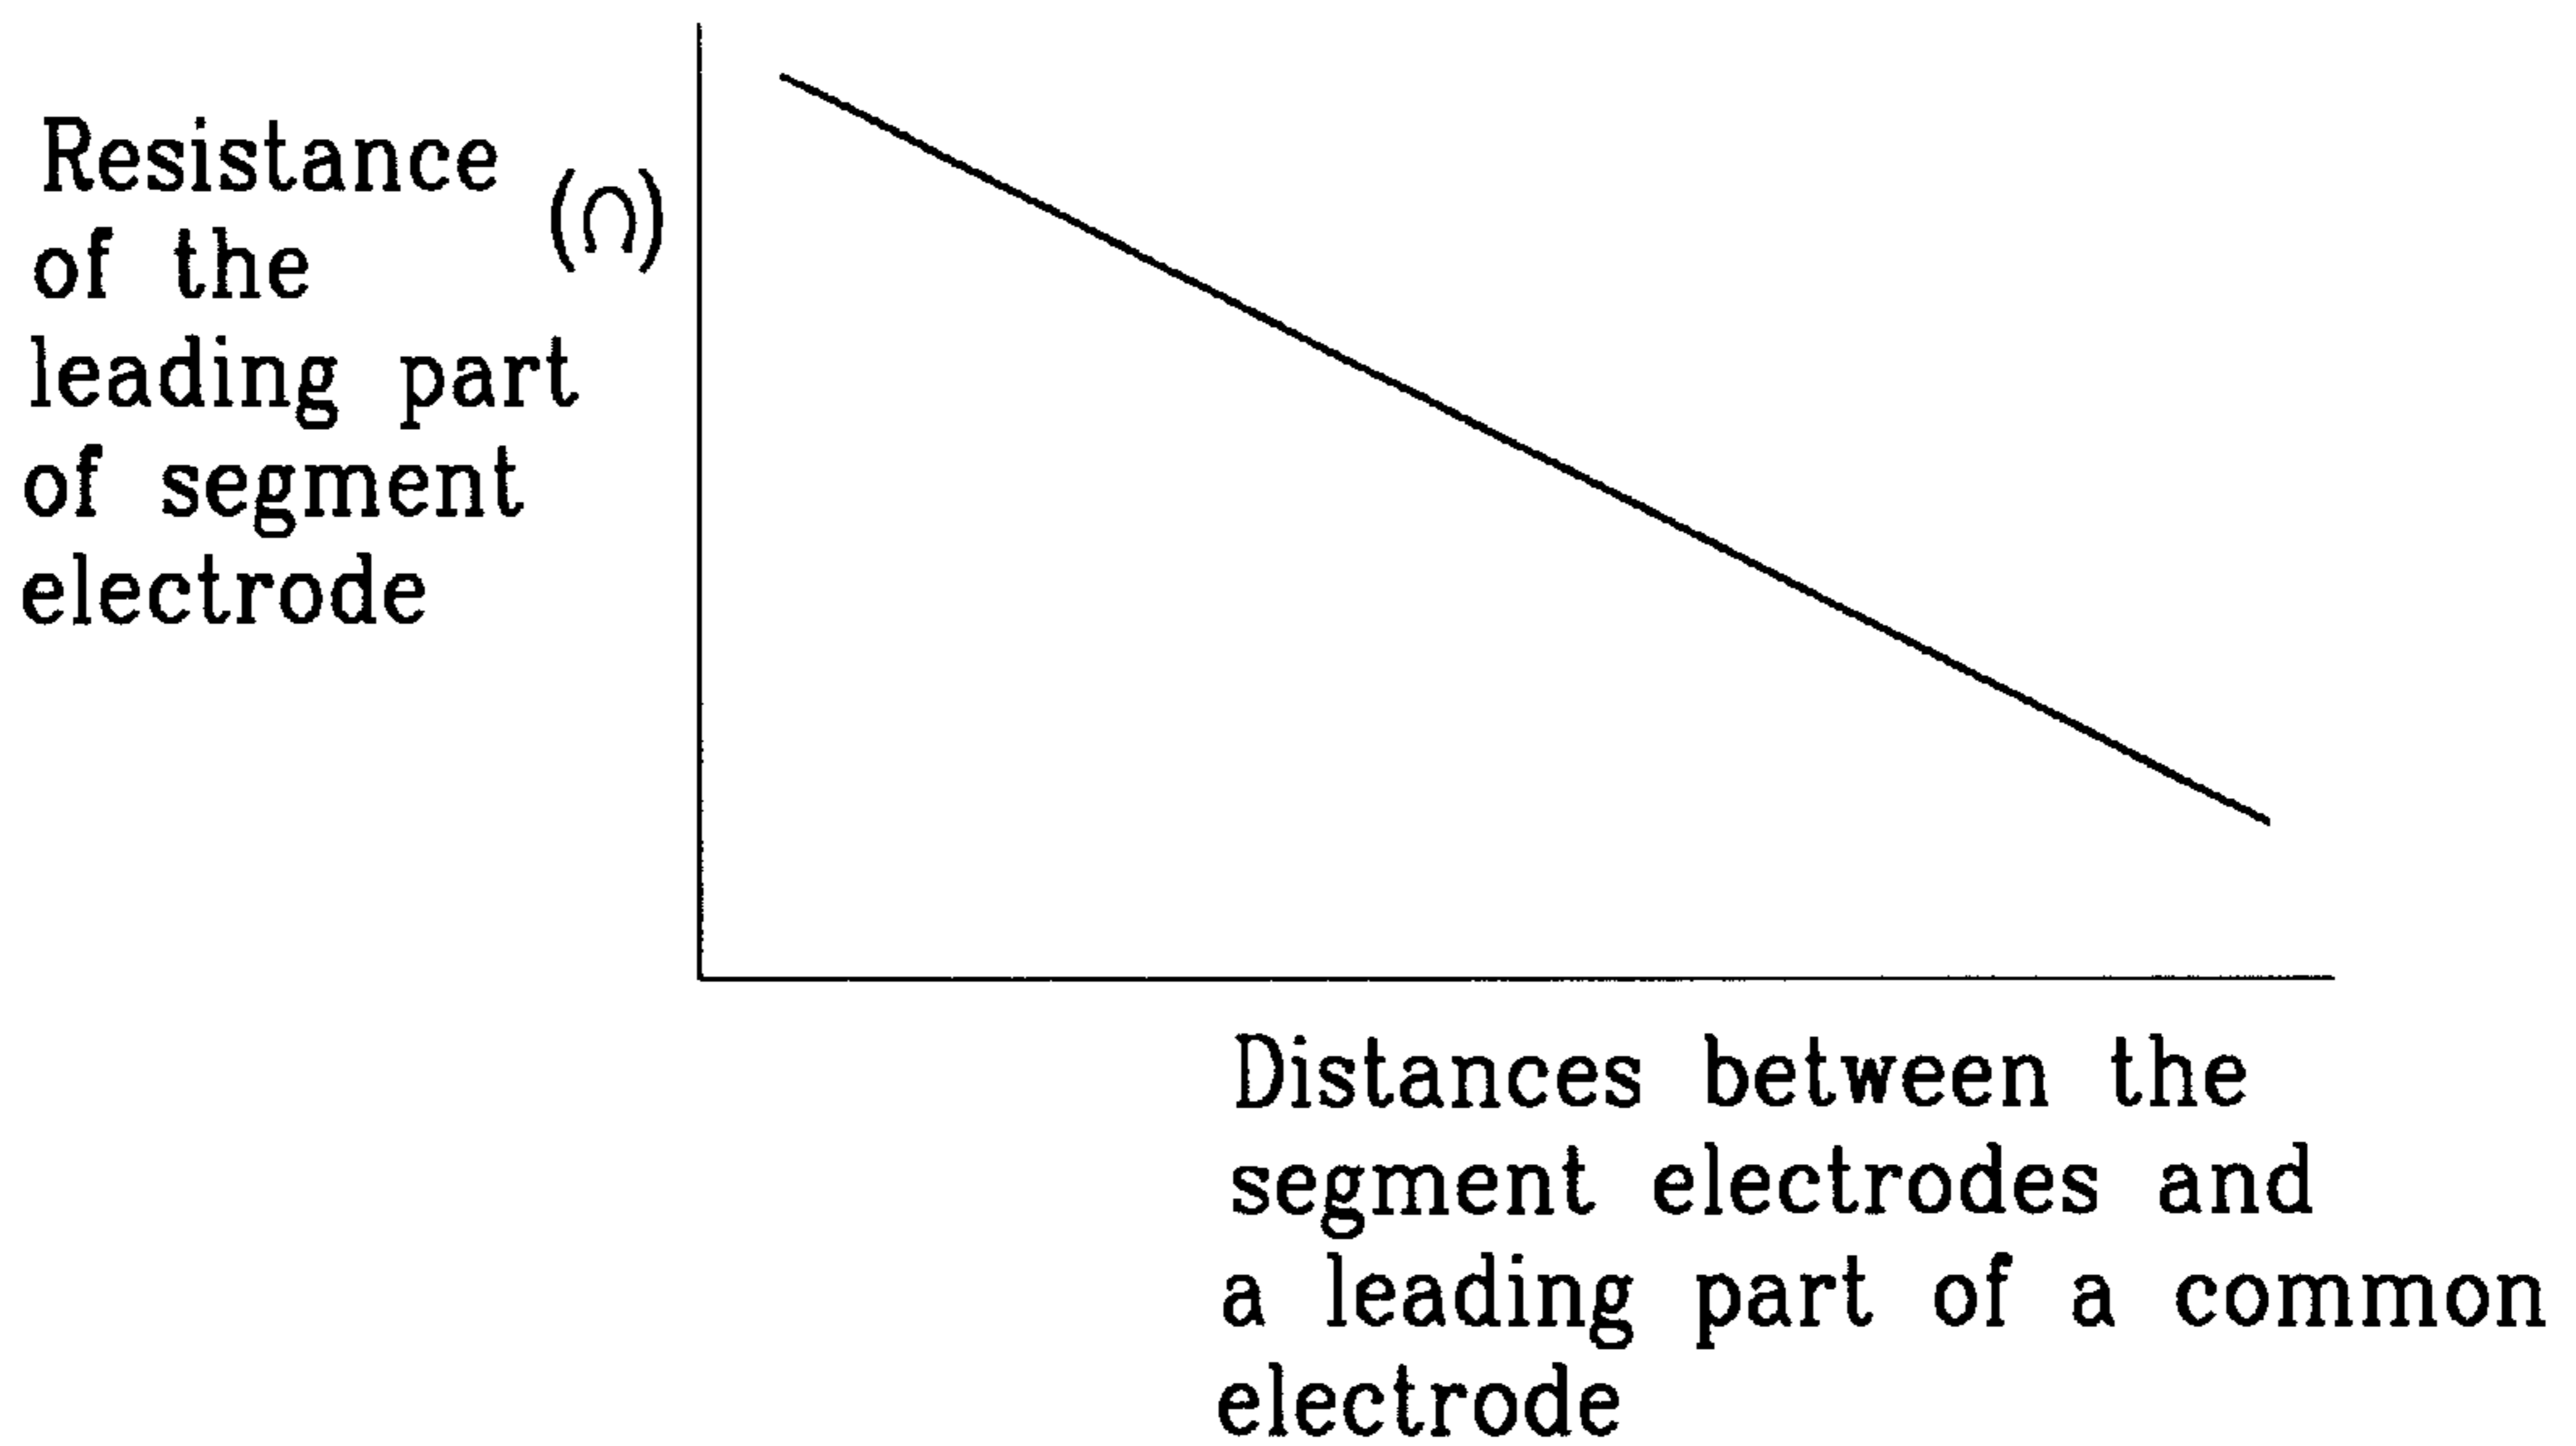 Resistance
of the (∩)
leading part
of segment
electrode
Distances between the
segment electrodes and
a leading part of a common
electrode